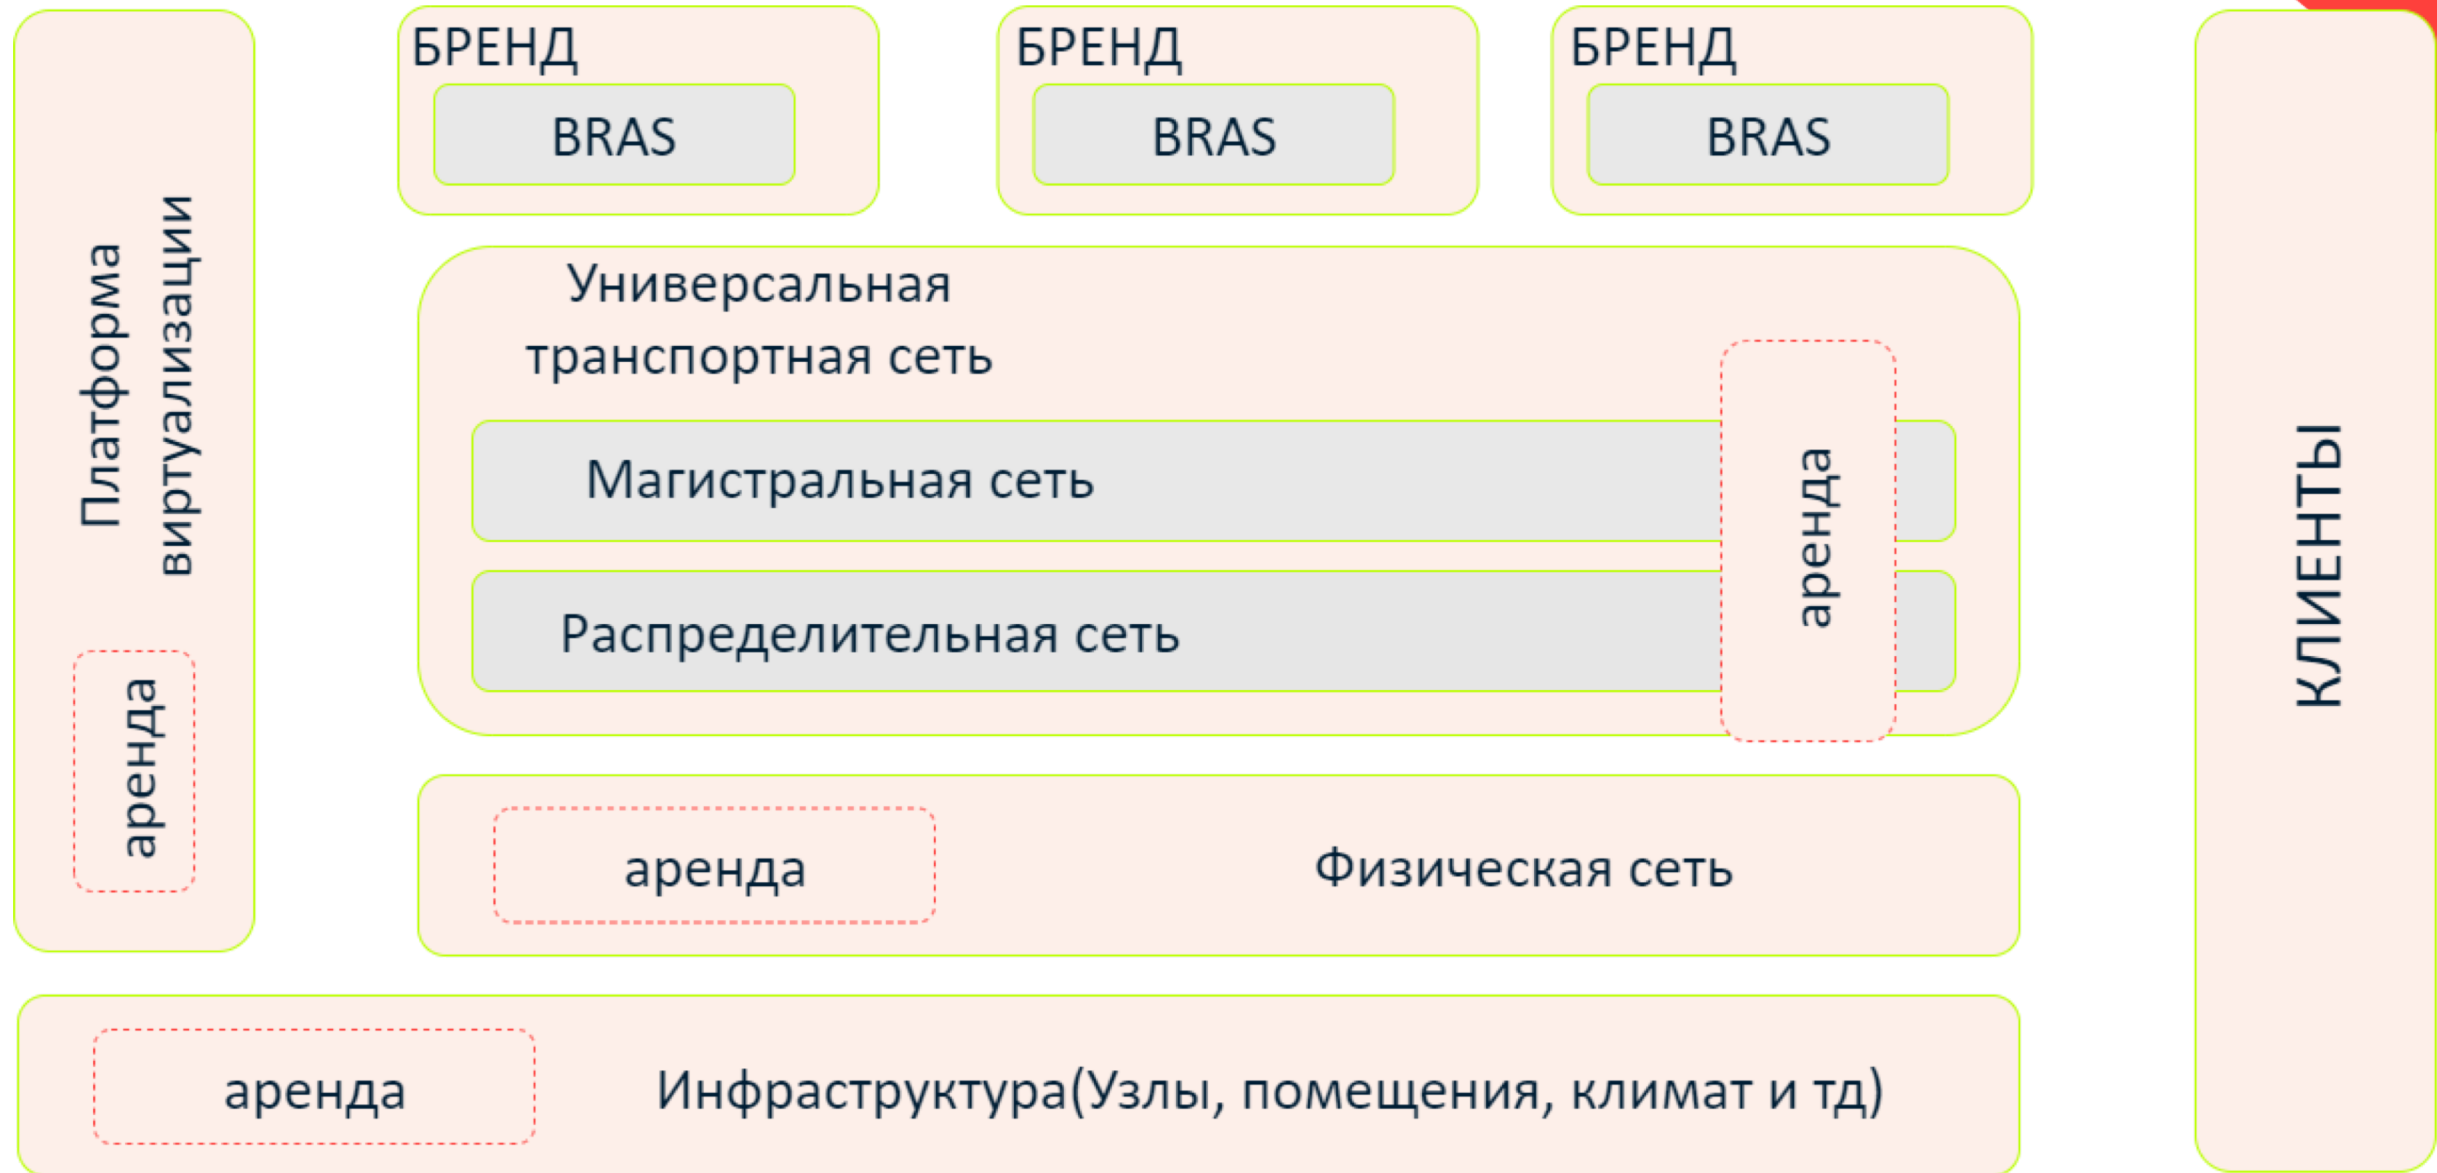 Платформа
виртуализации
аренда
БРЕНД
BRAS
БРЕНД
BRAS
БРЕНД
BRAS
Универсальная
транспортная сеть
Магистральная сеть
Распределительная сеть
аренда
аренда
Физическая сеть
аренда
Инфраструктура(Узлы, помещения, климат и тд)
КЛИЕНТЫ